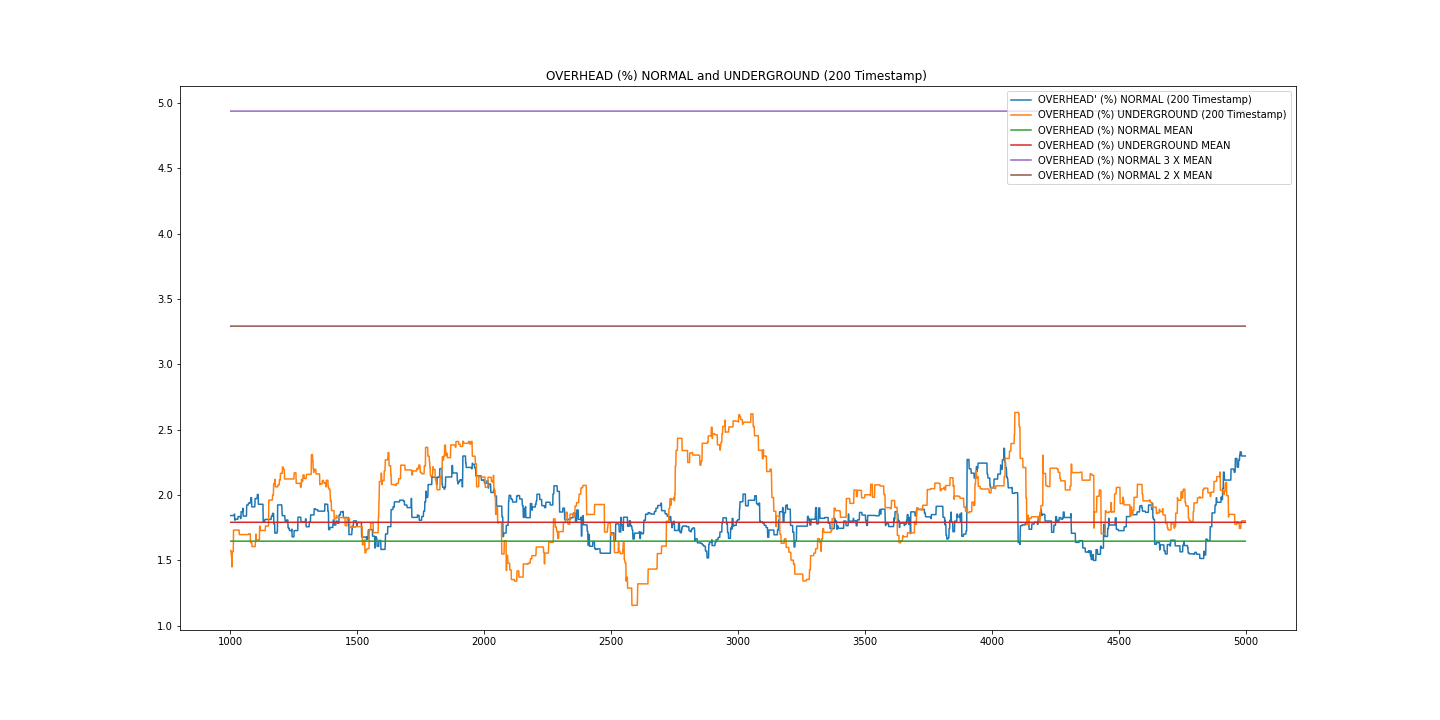 OVERHEAD (%) NORMAL and UNDERGROUND (200 Timestamp)
OVERHEAD' (%) NORMAL (200 Timestamp)
OVERHEAD (%) UNDERGROUND (200 Timestamp)
OVERHEAD (%) NORMAL MEAN
OVERHEAD (%) UNDERGROUND MEAN
OVERHEAD (%) NORMAL 3 X MEAN
OVERHEAD (%) NORMAL 2 X MEAN
5.0
4.5
4.0
3.5
3.0
2.5
2.0
1.5
1.0
1000 1500 2000 2500 3000 3500 4000 4500 5000